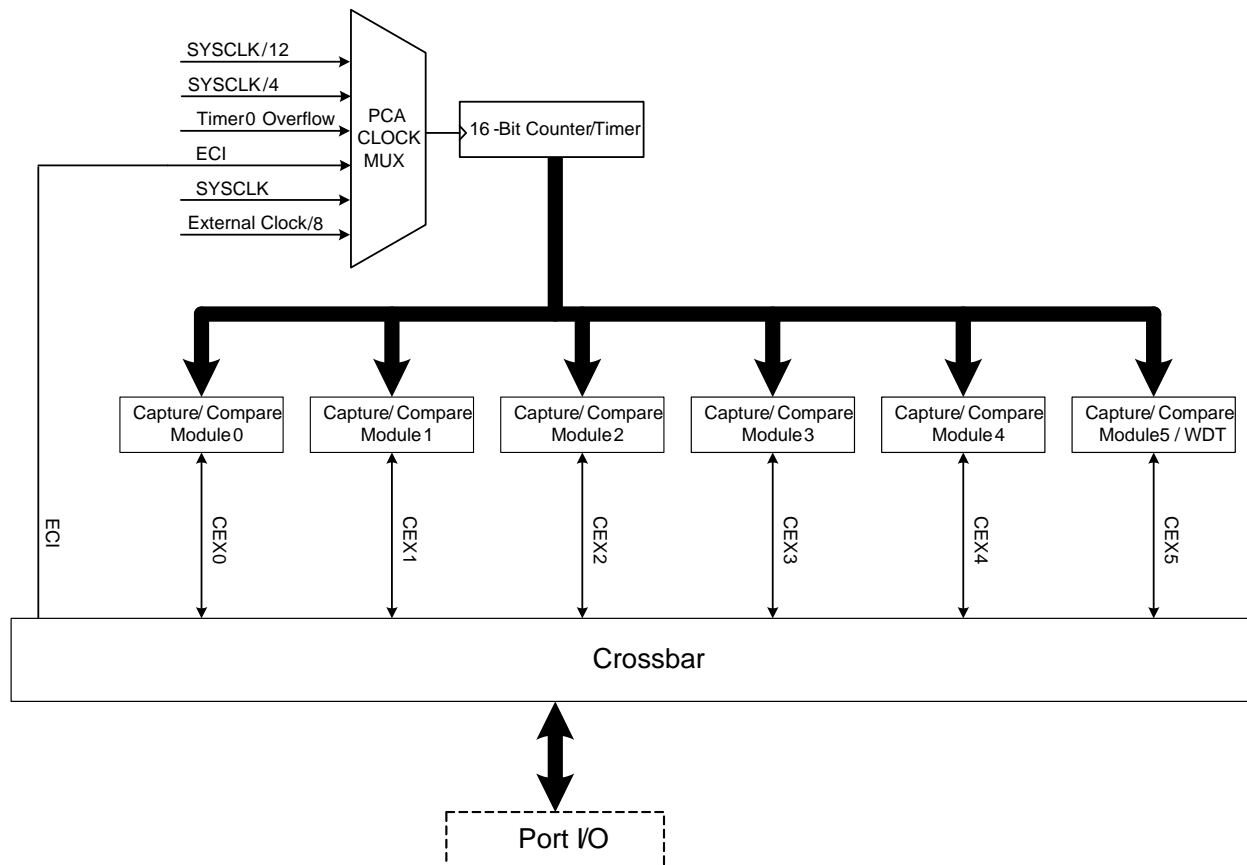 SYSCLK/12
SYSCLK/4
Timer0 Overflow
ECI
SYSCLK
External Clock/8
PCA
CLOCK
MUX
16-Bit Counter/Timer
Capture/Compare
Module0
Capture/Compare
Module1
Capture/Compare
Module2
Capture/Compare
Module3
Capture/Compare
Module4
Capture/Compare
Module5 / WDT
ECI
CEX0
CEX1
CEX2
CEX3
CEX4
CEX5
Crossbar
Port I/O